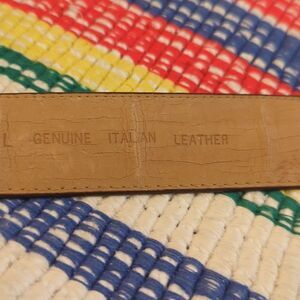 L GENUINE ITALIAN LEATHER